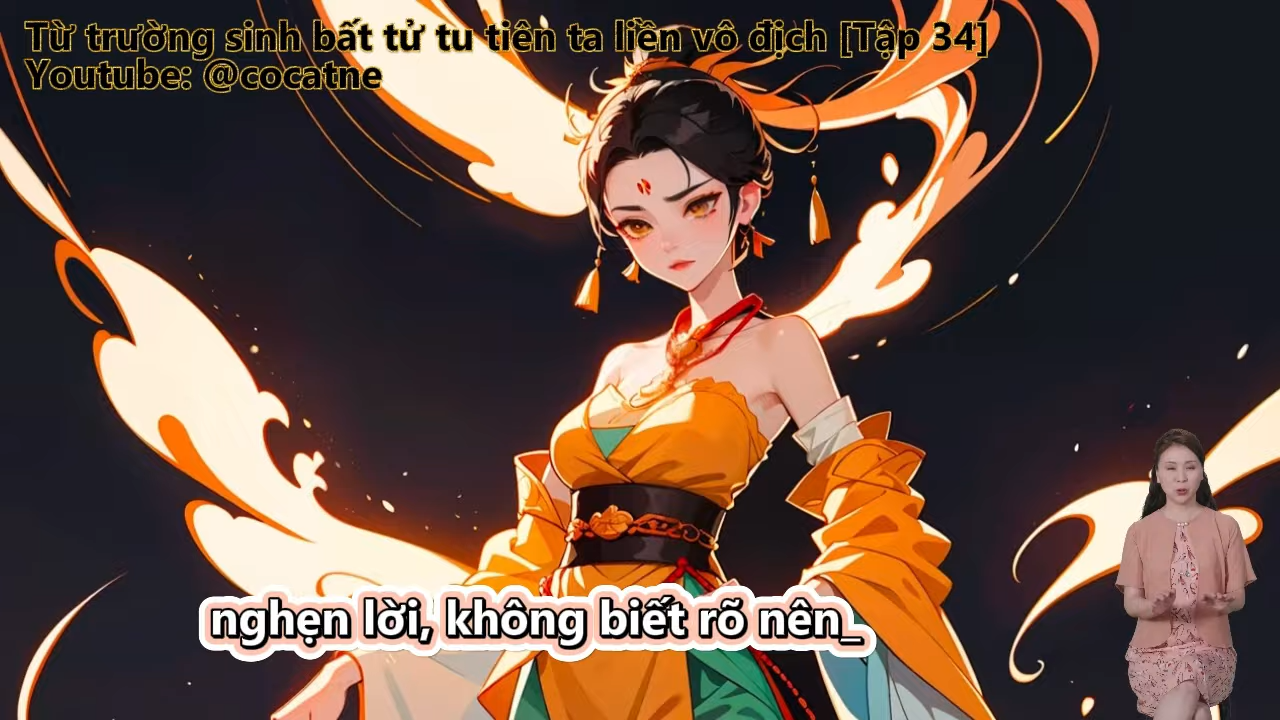 Từ trường sinh bất tử tu tiên ta liền vô địch [Tập 34]
Youtube: @cocatne
nghẹn lời, không biết rõ nên_